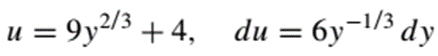 u = 9y^{2/3} + 4, du = 6y^{-1/3} dy